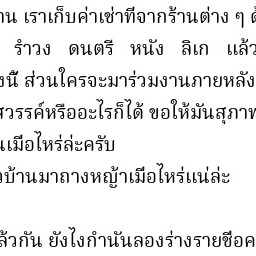 าน เราเก็บค่าเช่าที่จากร้านต่าง ๆ
รำวง ดนตรี หนัง ลิเก แล้ว
งนี้ ส่วนใครจะมาร่วมงานภายหลัง
สวรรค์หรืออะไรก็ได้ ขอให้มันสุภาพ
นเมื่อไหร่ล่ะครับ
บ้านมาถางหญ้าเมื่อไหร่แน่ล่ะ
ล้วกัน ยังไงกำนันลองร่างรายชื่อค